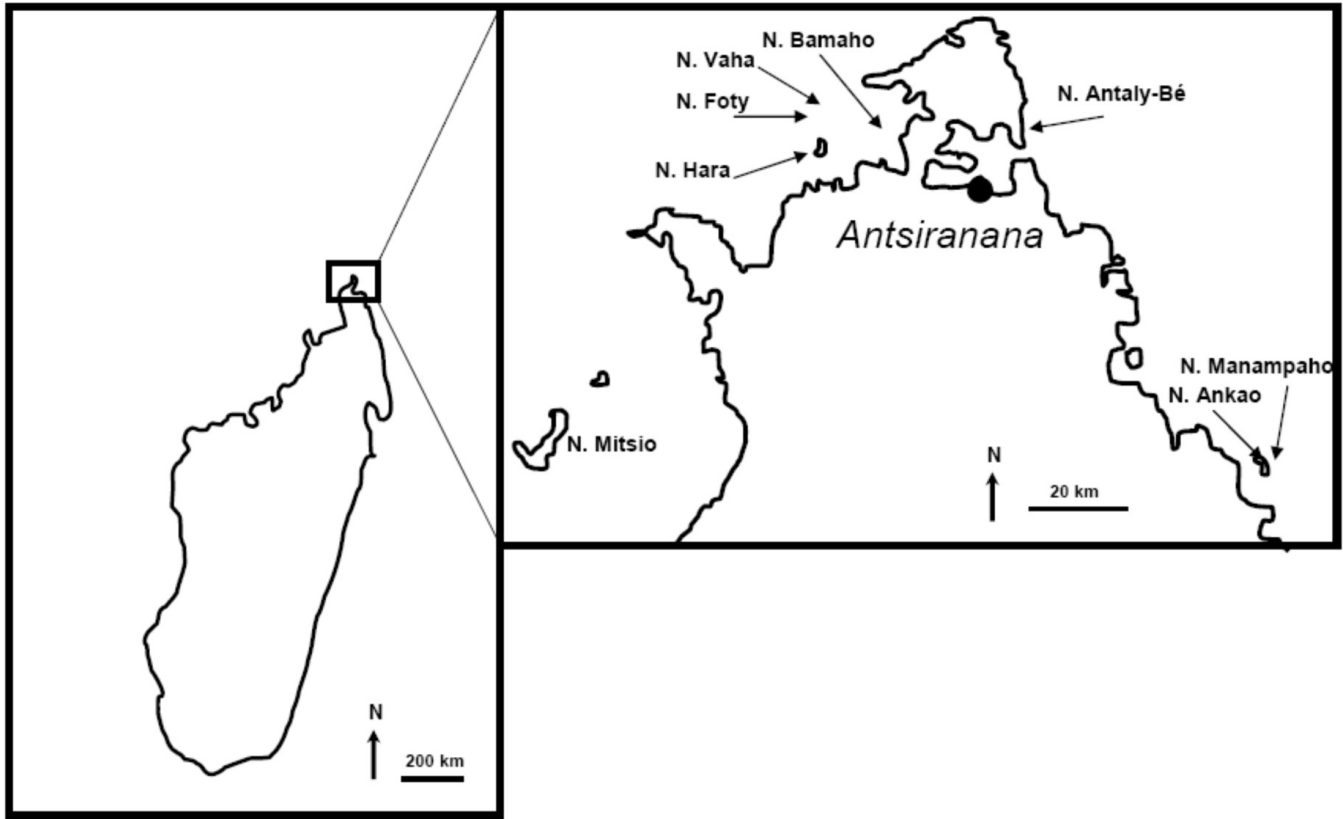 N
200 km
N. Bamaho
N. Vaha
N. Foty
N. Antaly-Bé
N. Hara
Antsiranana
N. Manampaho
N. Ankao
N. Mitsio
N
20 km